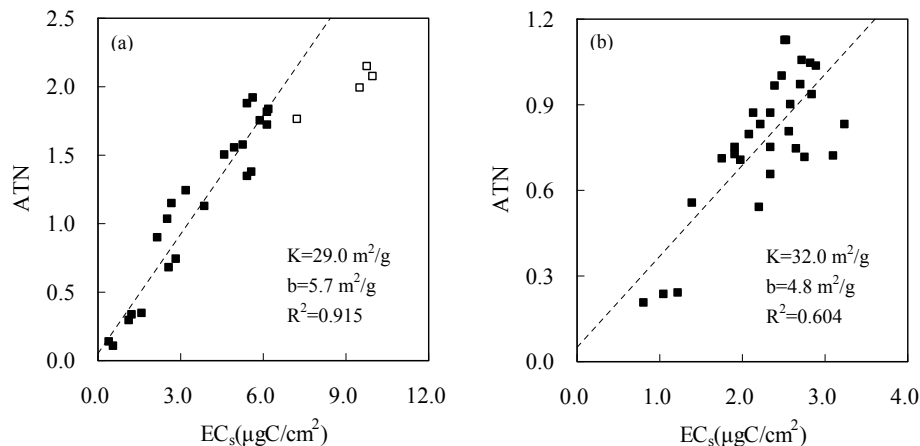 (a)
2.5
2.0
1.5
1.0
0.5
0.0
ATN
K=29.0 m²/g
b=5.7 m²/g
R²=0.915
0.0 3.0 6.0 9.0 12.0
ECₛ(μgC/cm²)
(b)
1.2
0.9
0.6
0.3
0.0
ATN
K=32.0 m²/g
b=4.8 m²/g
R²=0.604
0.0 1.0 2.0 3.0 4.0
ECₛ(μgC/cm²)